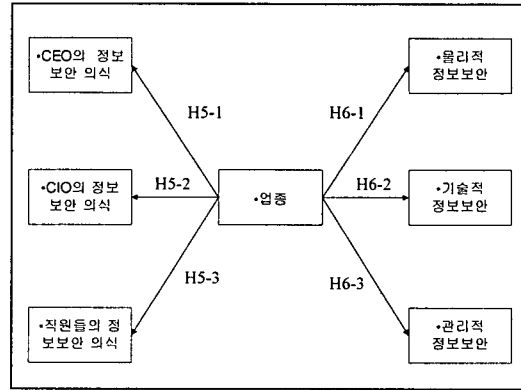 •CEO의 정보
보안 의식
•물리적
정보보안
H5-1
H6-1
•CIO의 정보
보안 의식
H5-2
•업종
H6-2
•기술적
정보보안
H5-3
H6-3
•직원들의 정
보보안 의식
•관리적
정보보안